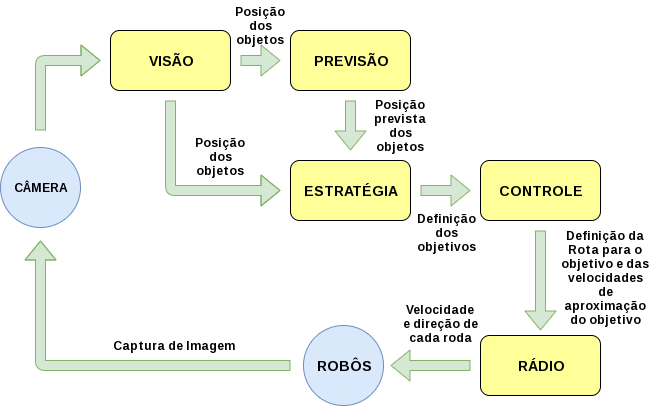 Posição
dos
objetos
VISÃO
PREVISÃO
Posição
prevista
dos
objetos
Posição
dos
objetos
CÂMERA
ESTRATÉGIA
CONTROLE
Definição
dos
objetivos
Definição da
Rota para o
objetivo e das
velocidades
de
aproximação
do objetivo
Velocidade
e direção de
cada roda
Captura de Imagem
ROBÔS
RÁDIO